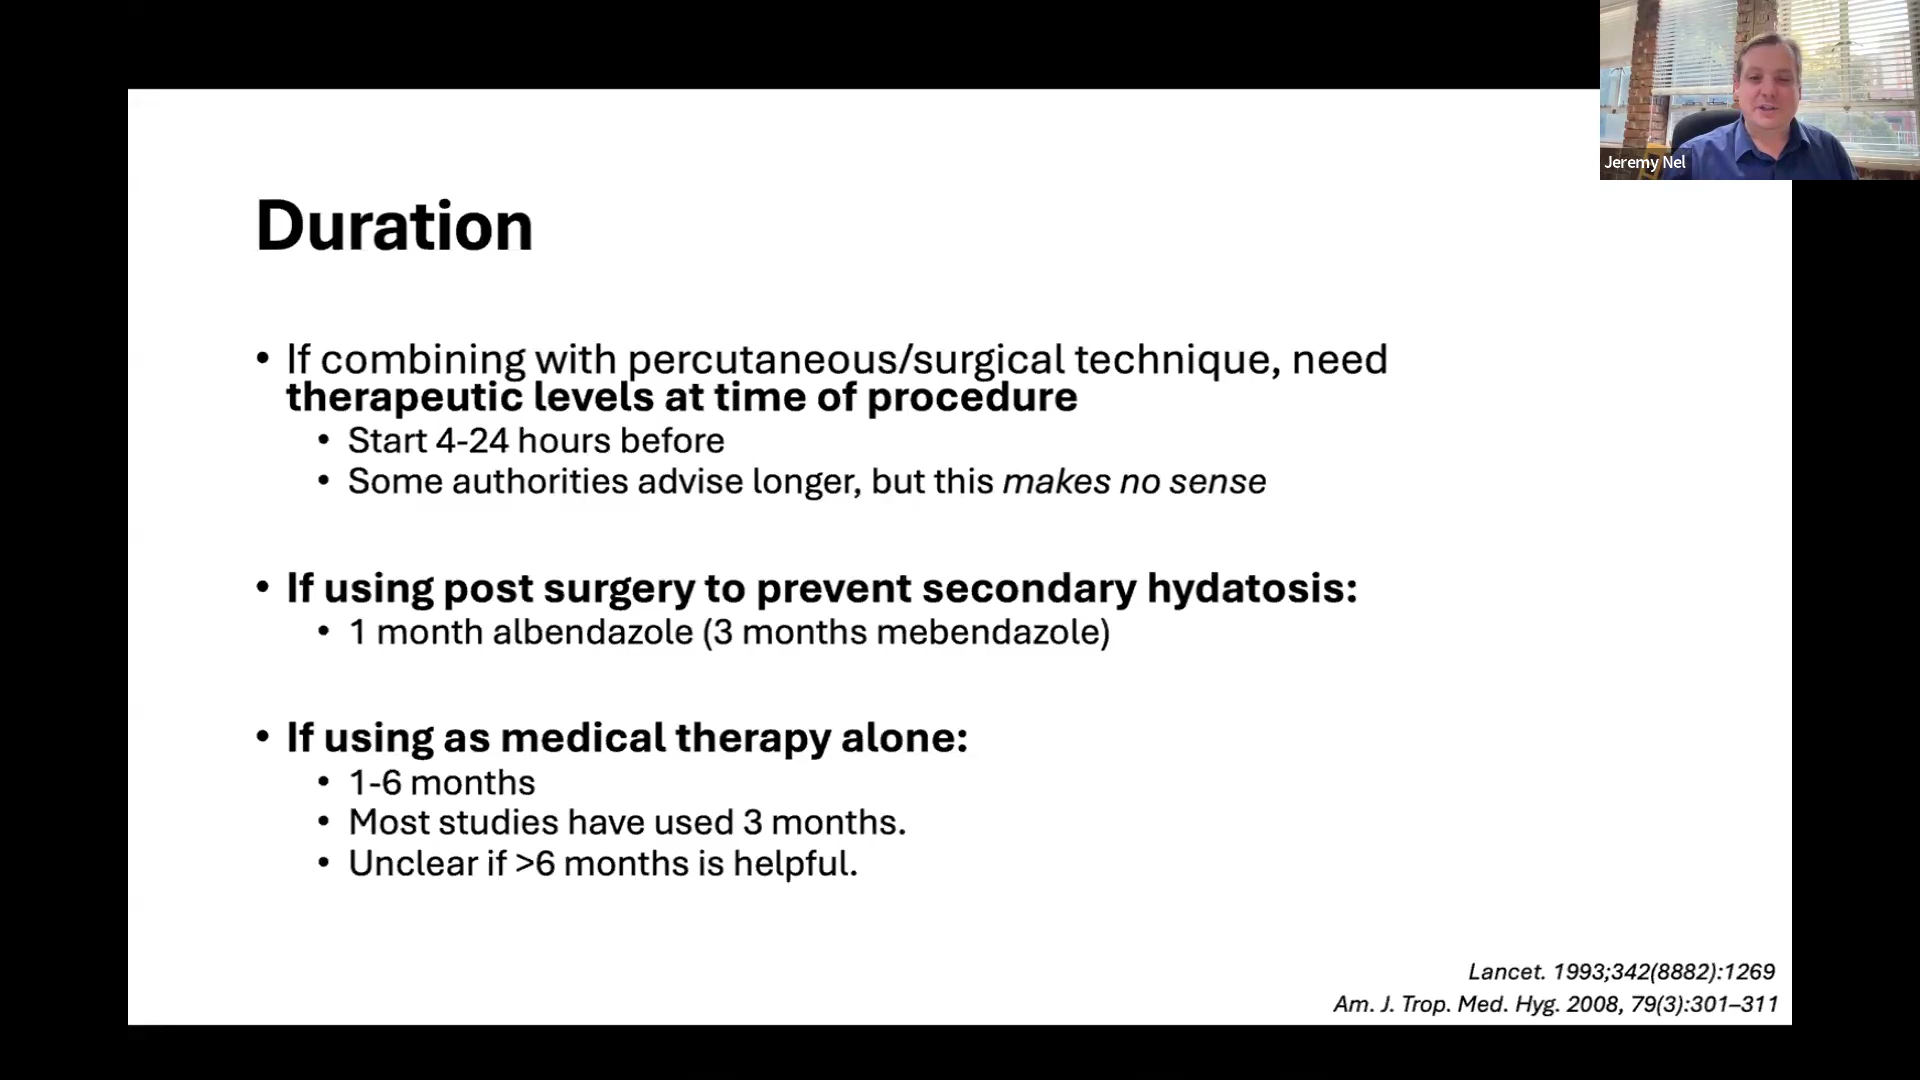 Jeremy Nel
Duration
• If combining with percutaneous/surgical technique, need
therapeutic levels at time of procedure
• Start 4-24 hours before
• Some authorities advise longer, but this makes no sense
• If using post surgery to prevent secondary hydatosis:
• 1 month albendazole (3 months mebendazole)
• If using as medical therapy alone:
• 1-6 months
• Most studies have used 3 months.
• Unclear if >6 months is helpful.
Lancet. 1993;342(8882):1269
Am. J. Trop. Med. Hyg. 2008, 79(3):301–311